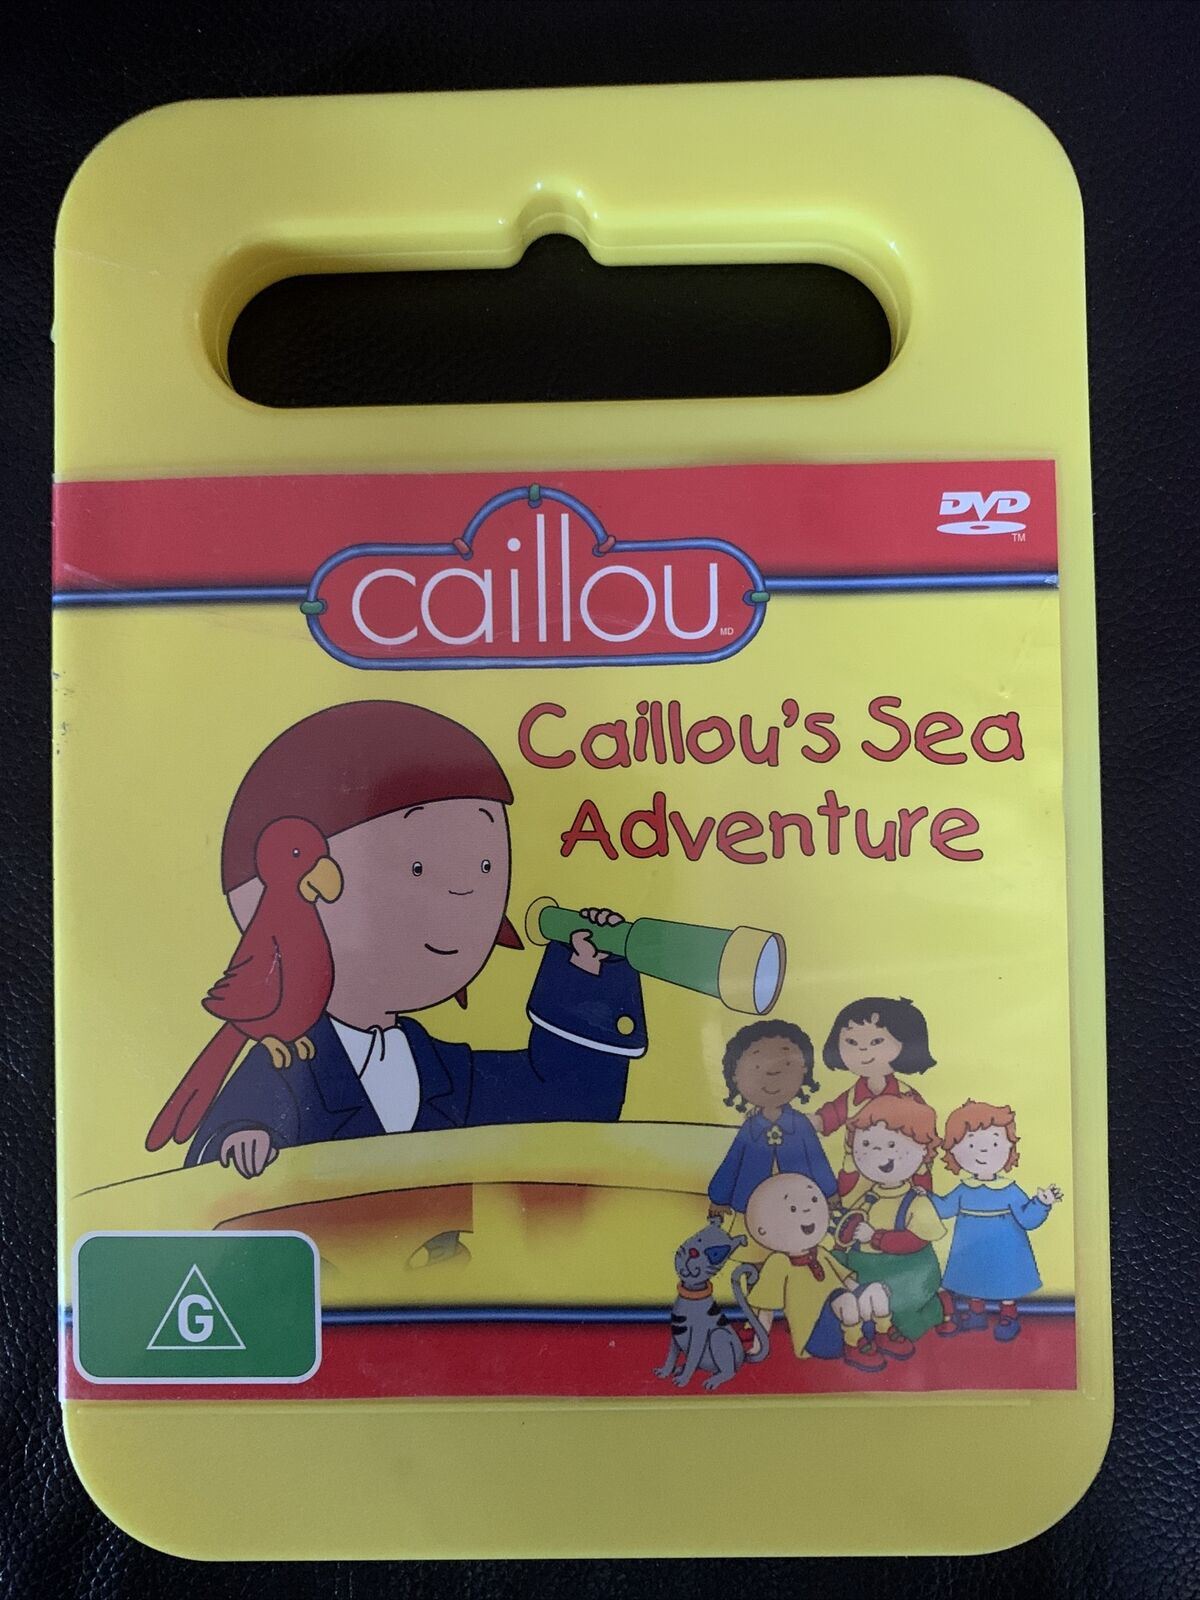 DVD
TM
caillou
MD
Caillou's Sea
Adventure
G